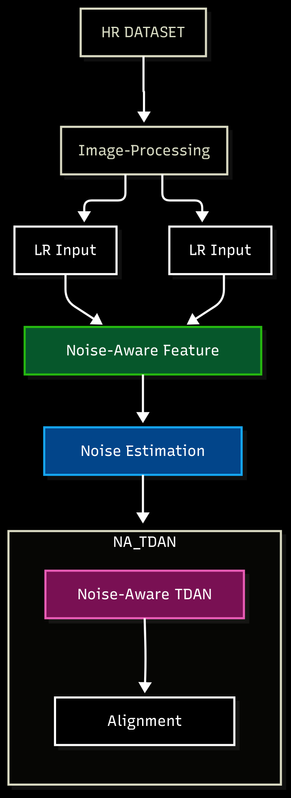 HR DATASET
Image-Processing
LR Input
LR Input
Noise-Aware Feature
Noise Estimation
NA_TDAN
Noise-Aware TDAN
Alignment